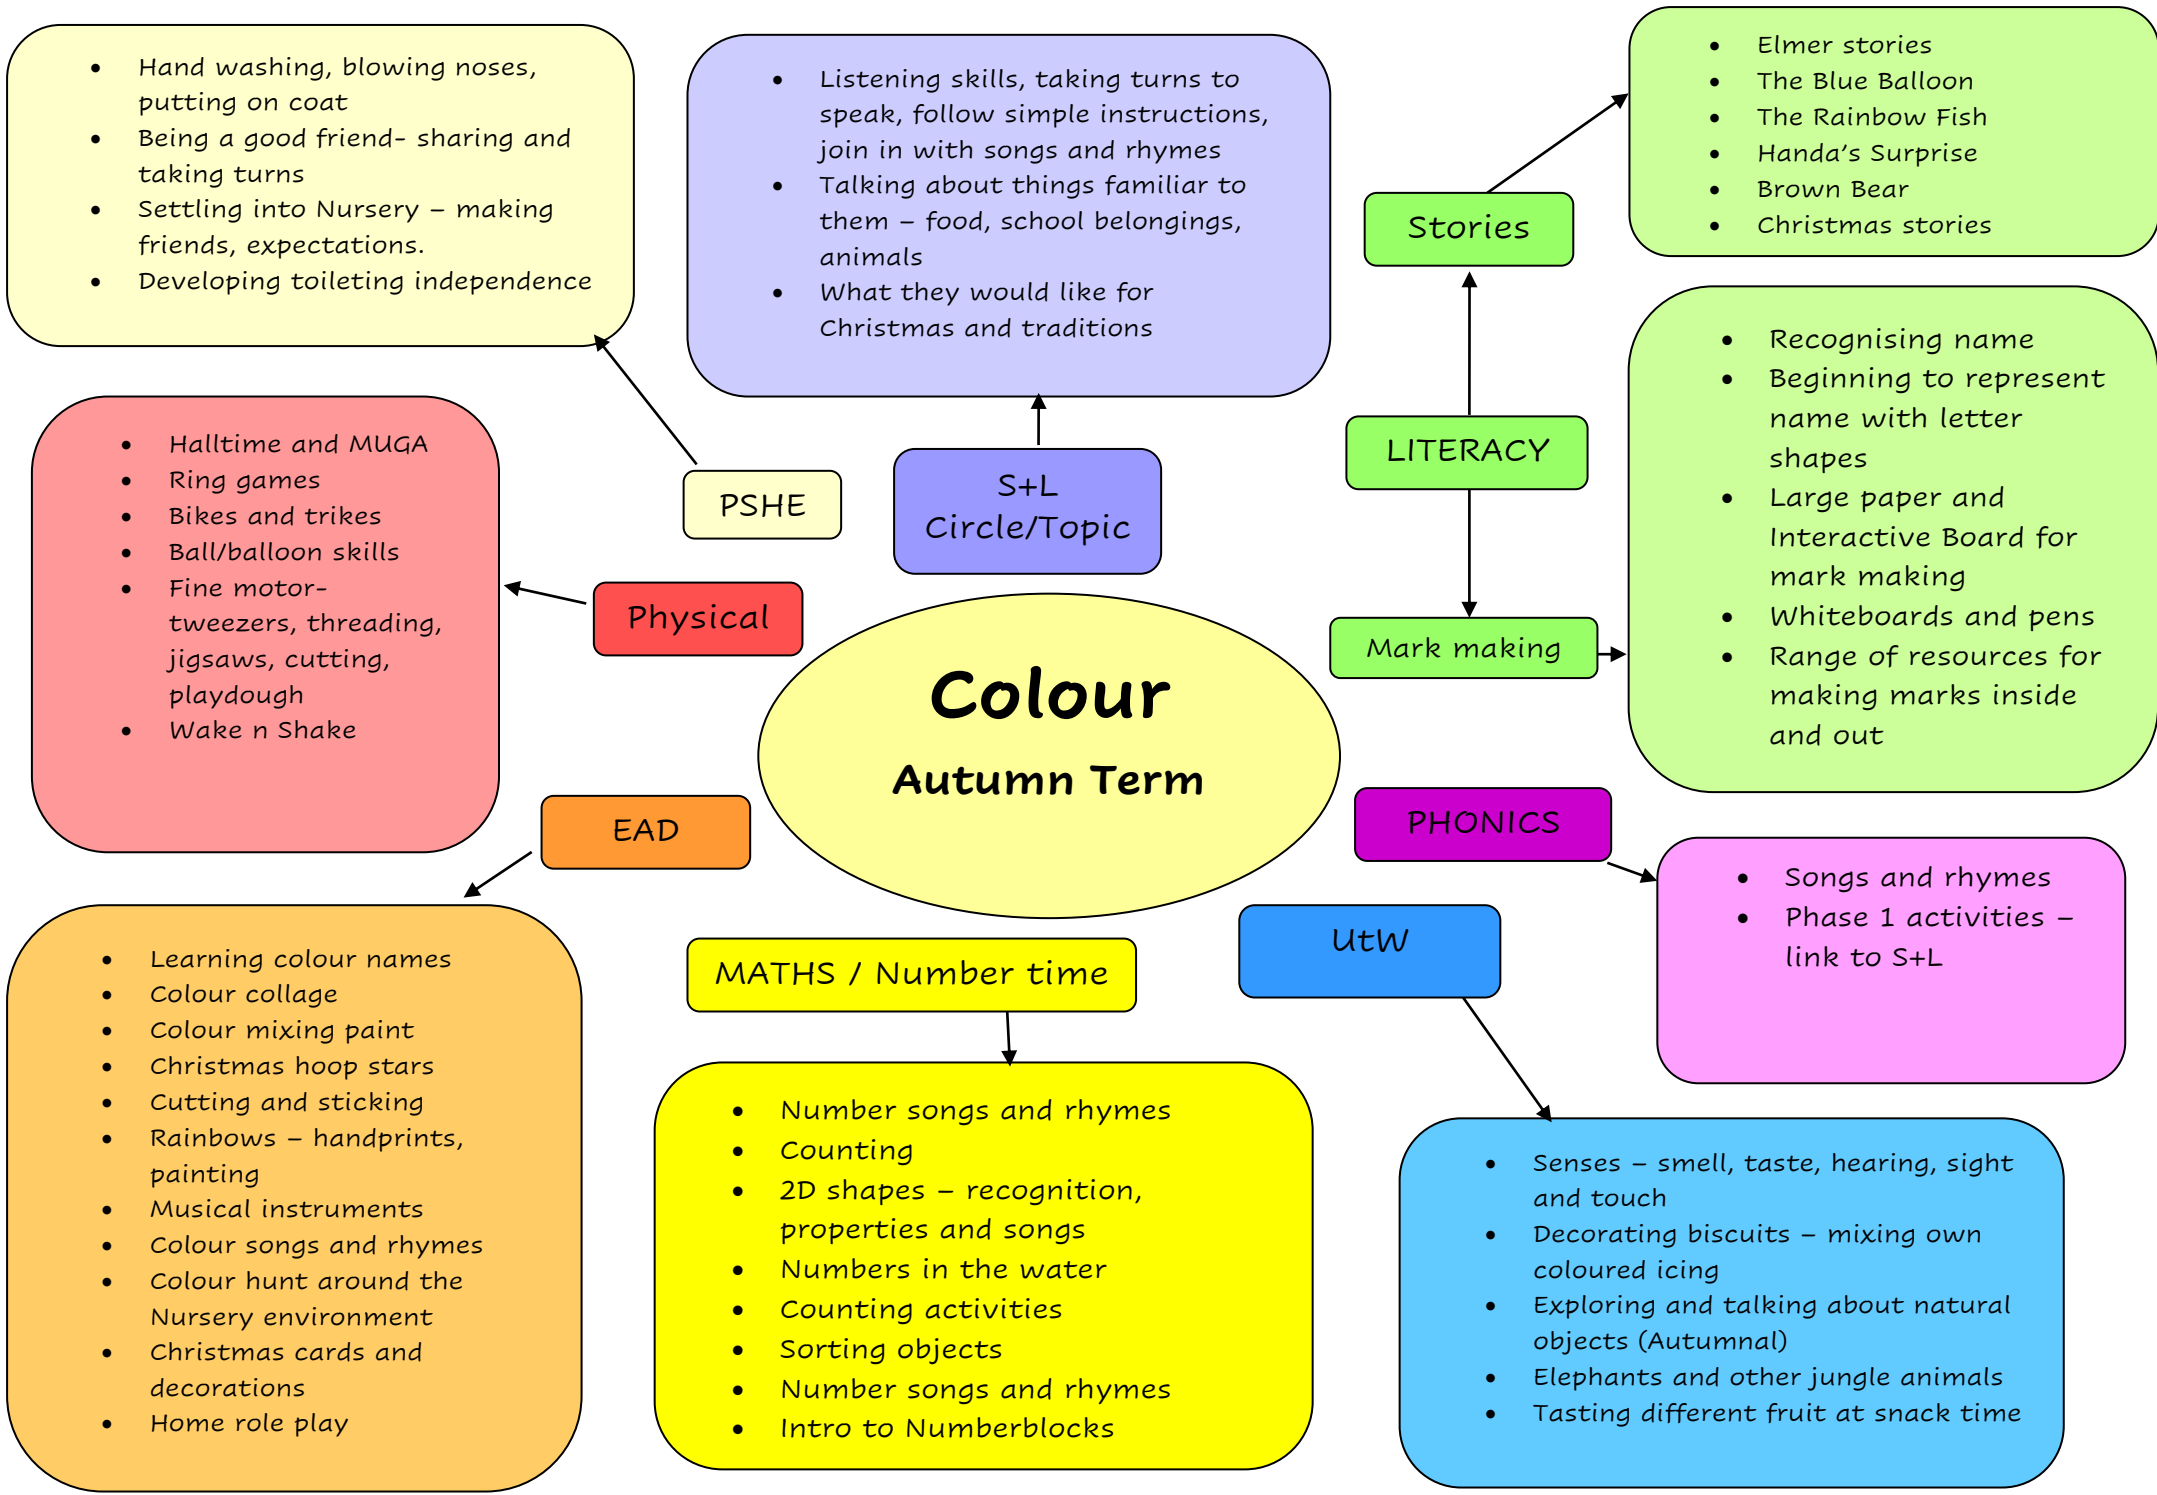 • Hand washing, blowing noses,
putting on coat
• Being a good friend- sharing and
taking turns
• Settling into Nursery – making
friends, expectations.
• Developing toileting independence
• Listening skills, taking turns to
speak, follow simple instructions,
join in with songs and rhymes
• Talking about things familiar to
them – food, school belongings,
animals
• What they would like for
Christmas and traditions
• Elmer stories
• The Blue Balloon
• The Rainbow Fish
• Handa’s Surprise
• Brown Bear
• Christmas stories
Stories
• Recognising name
• Beginning to represent
name with letter
shapes
• Large paper and
Interactive Board for
mark making
• Whiteboards and pens
• Range of resources for
making marks inside
and out
LITERACY
Mark making
PSHE
S+L
Circle/Topic
• Halltime and MUGA
• Ring games
• Bikes and trikes
• Ball/balloon skills
• Fine motor-
tweezers, threading,
jigsaws, cutting,
playdough
• Wake n Shake
Physical
Colour
Autumn Term
EAD
PHONICS
• Songs and rhymes
• Phase 1 activities –
link to S+L
• Learning colour names
• Colour collage
• Colour mixing paint
• Christmas hoop stars
• Cutting and sticking
• Rainbows – handprints,
painting
• Musical instruments
• Colour songs and rhymes
• Colour hunt around the
Nursery environment
• Christmas cards and
decorations
• Home role play
MATHS / Number time
• Number songs and rhymes
• Counting
• 2D shapes – recognition,
properties and songs
• Numbers in the water
• Counting activities
• Sorting objects
• Number songs and rhymes
• Intro to Numberblocks
UtW
• Senses – smell, taste, hearing, sight
and touch
• Decorating biscuits – mixing own
coloured icing
• Exploring and talking about natural
objects (Autumnal)
• Elephants and other jungle animals
• Tasting different fruit at snack time